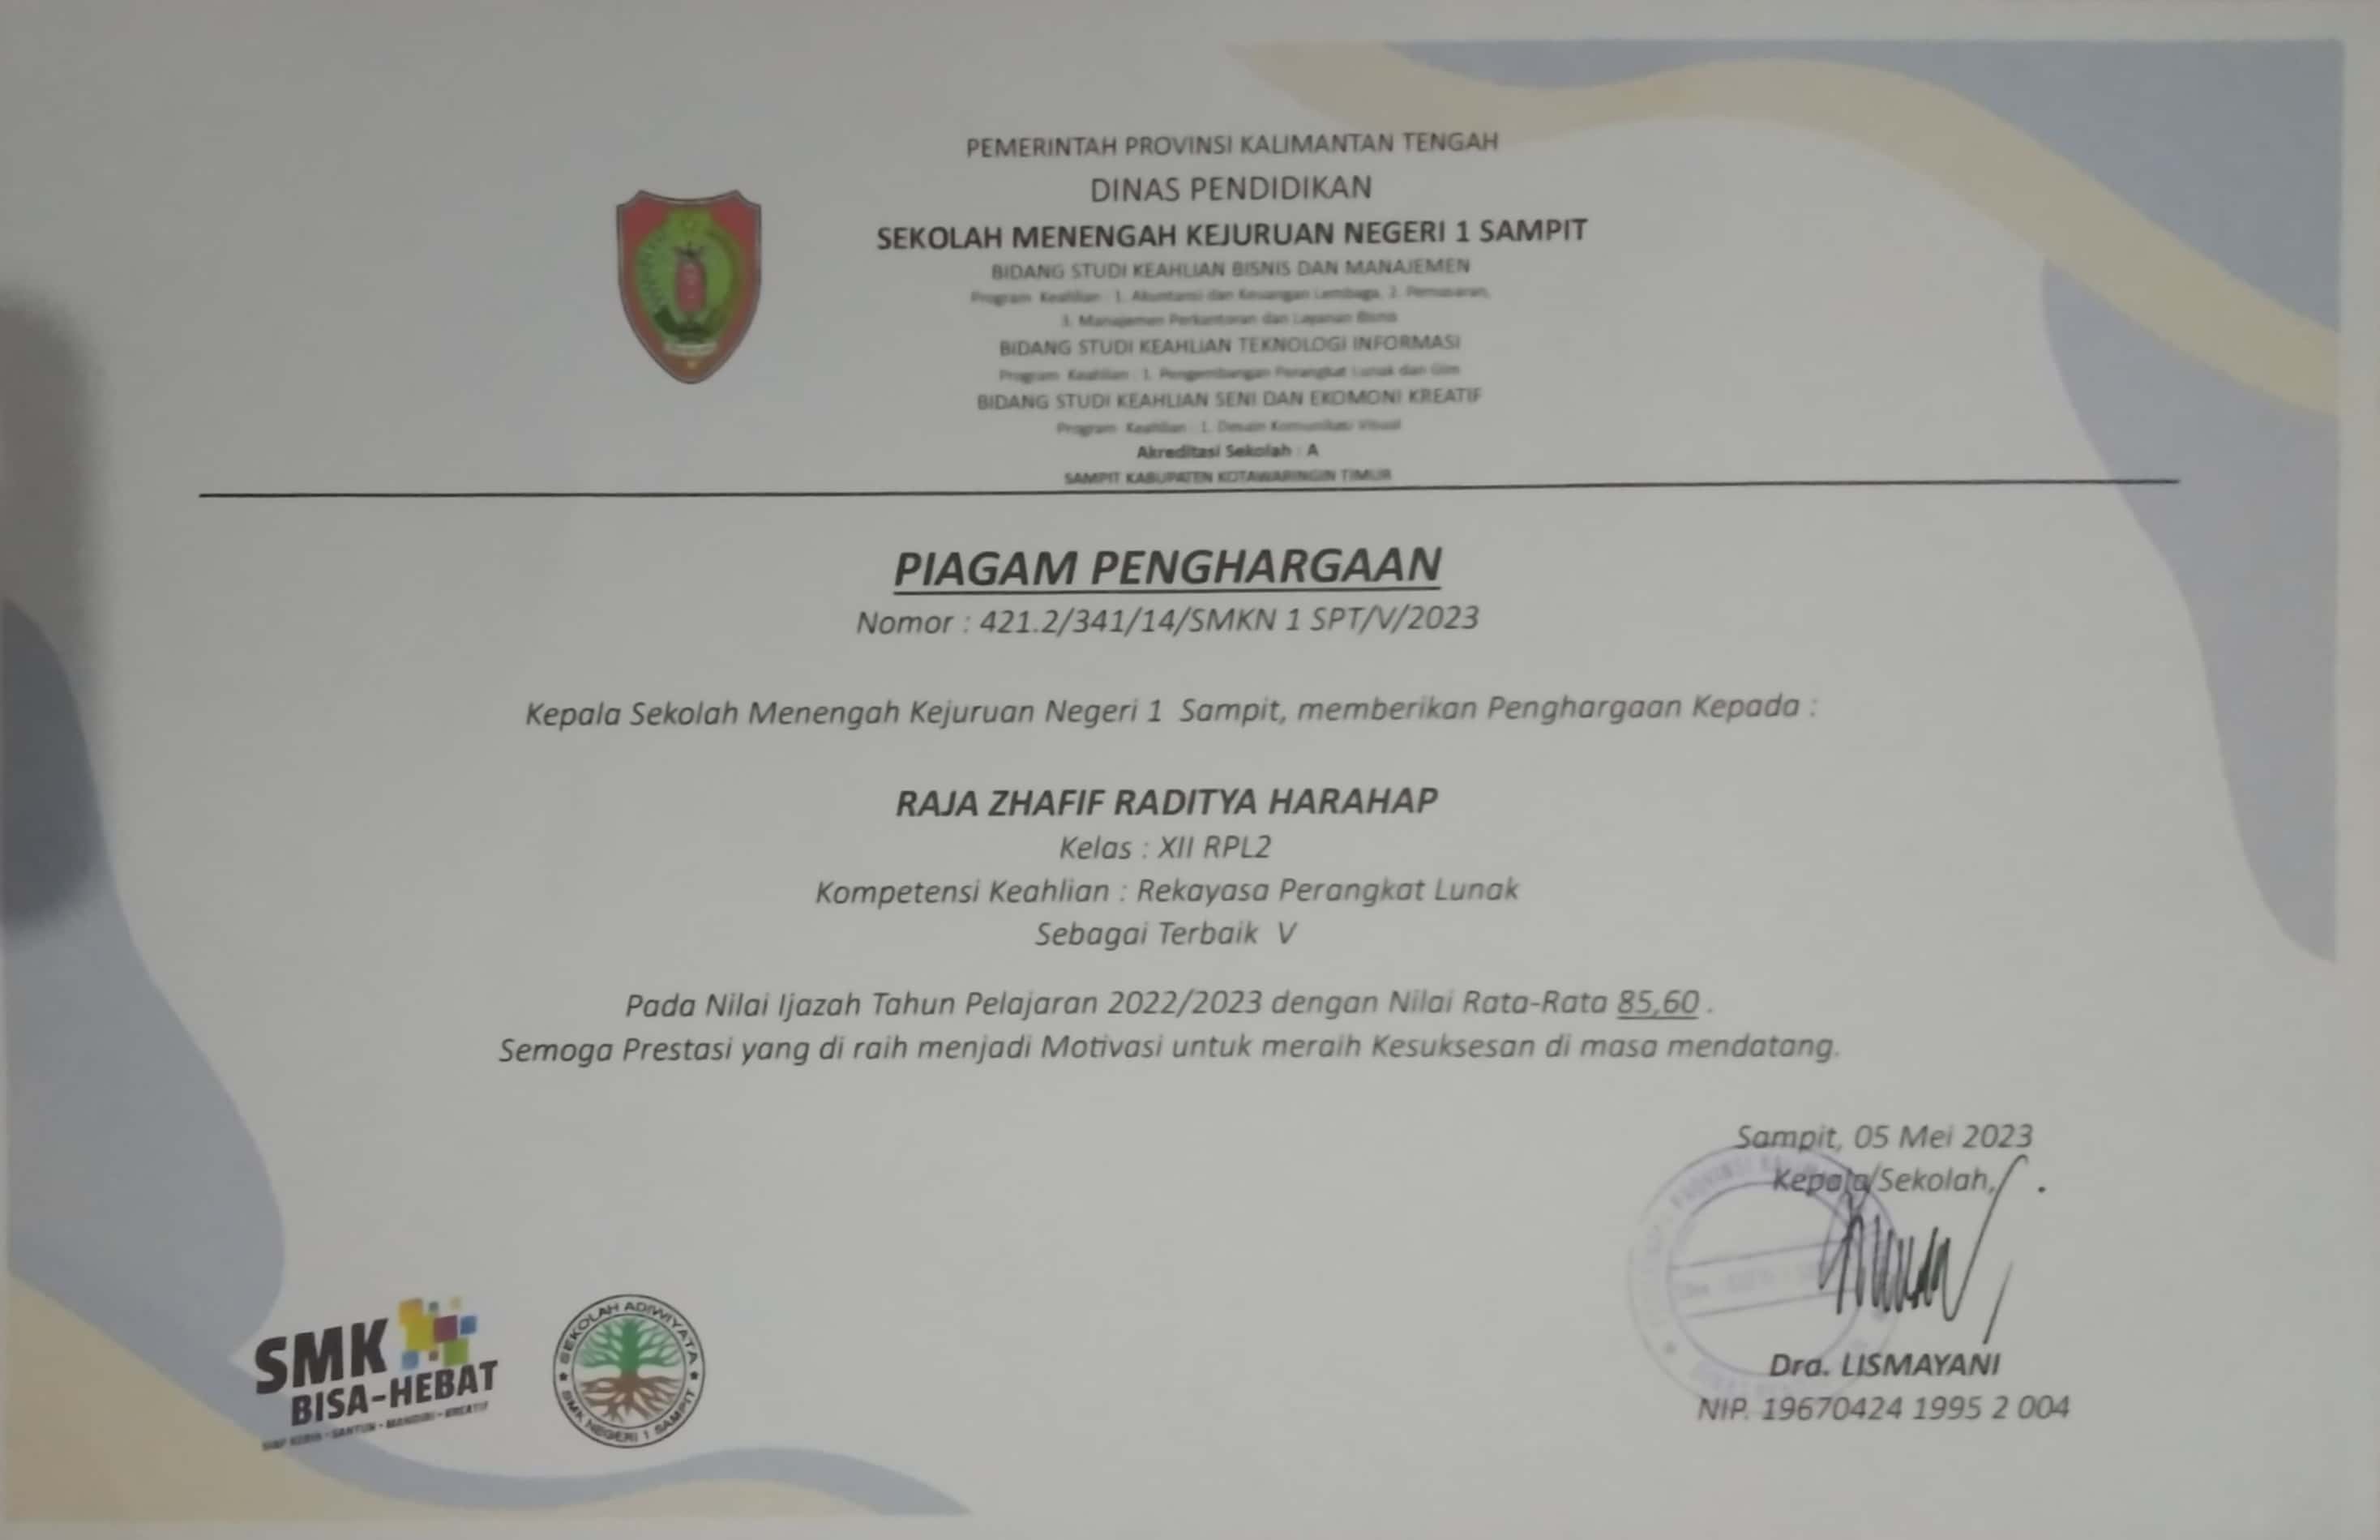 PEMERINTAH PROVINSI KALIMANTAN TENGAH
DINAS PENDIDIKAN
SEKOLAH MENENGAH KEJURUAN NEGERI 1 SAMPIT
BIDANG STUDI KEAHLIAN BISNIS DAN MANAJEMEN
Program Keahlian : 1. Akuntansi dan Keuangan Lembaga, 2. Pemasaran,
3. Manajemen Perkantoran dan Layanan Bisnis
BIDANG STUDI KEAHLIAN TEKNOLOGI INFORMASI
Program Keahlian : 1. Pengembangan Perangkat Lunak dan Gim
BIDANG STUDI KEAHLIAN SENI DAN EKOMONI KREATIF
Program Keahlian : 1. Desain Komunikasi Visual
Akreditasi Sekolah : A
SAMPIT KABUPATEN KOTAWARINGIN TIMUR
PIAGAM PENGHARGAAN
Nomor : 421.2/341/14/SMKN 1 SPT/V/2023
Kepala Sekolah Menengah Kejuruan Negeri 1 Sampit, memberikan Penghargaan Kepada :
RAJA ZHAFIF RADITYA HARAHAP
Kelas : XII RPL2
Kompetensi Keahlian : Rekayasa Perangkat Lunak
Sebagai Terbaik V
Pada Nilai Ijazah Tahun Pelajaran 2022/2023 dengan Nilai Rata-Rata 85,60 .
Semoga Prestasi yang di raih menjadi Motivasi untuk meraih Kesuksesan di masa mendatang.
Sampit, 05 Mei 2023
Kepala Sekolah,
Dra. LISMAYANI
NIP. 19670424 1995 2 004
SMK
BISA-HEBAT
SIAP KERJA • SANTUN • MANDIRI • KREATIF
SEKOLAH ADIWIYATA
SMK NEGERI 1 SAMPIT